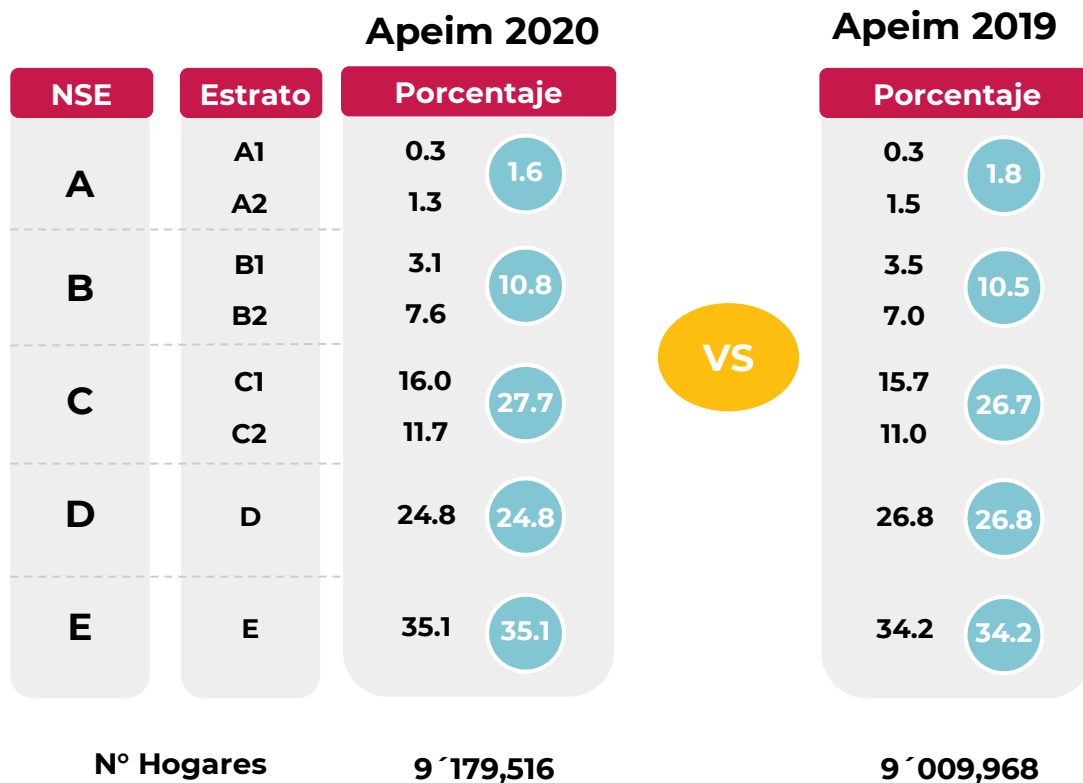 Apeim 2020 Apeim 2019
NSE Estrato Porcentaje Porcentaje
A1 0.3 0.3
A 1.6 1.8
A2 1.3 1.5
B1 3.1 3.5
B 10.8 10.5
B2 7.6 7.0
VS
C1 16.0 15.7
C 27.7 26.7
C2 11.7 11.0
D D 24.8 24.8 26.8 26.8
E E 35.1 35.1 34.2 34.2
N° Hogares 9´179,516 9´009,968